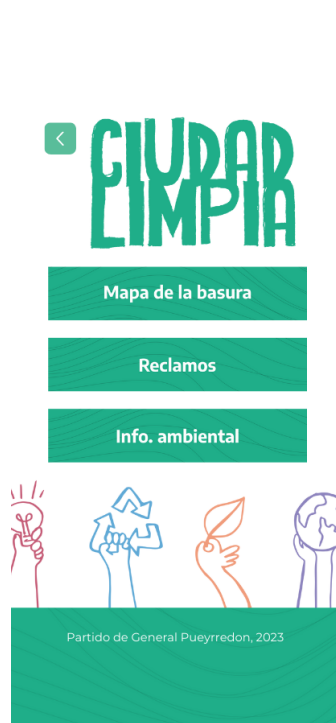 CIUDAD
LIMPIA
Mapa de la basura
Reclamos
Info. ambiental
Partido de General Pueyrredon, 2023